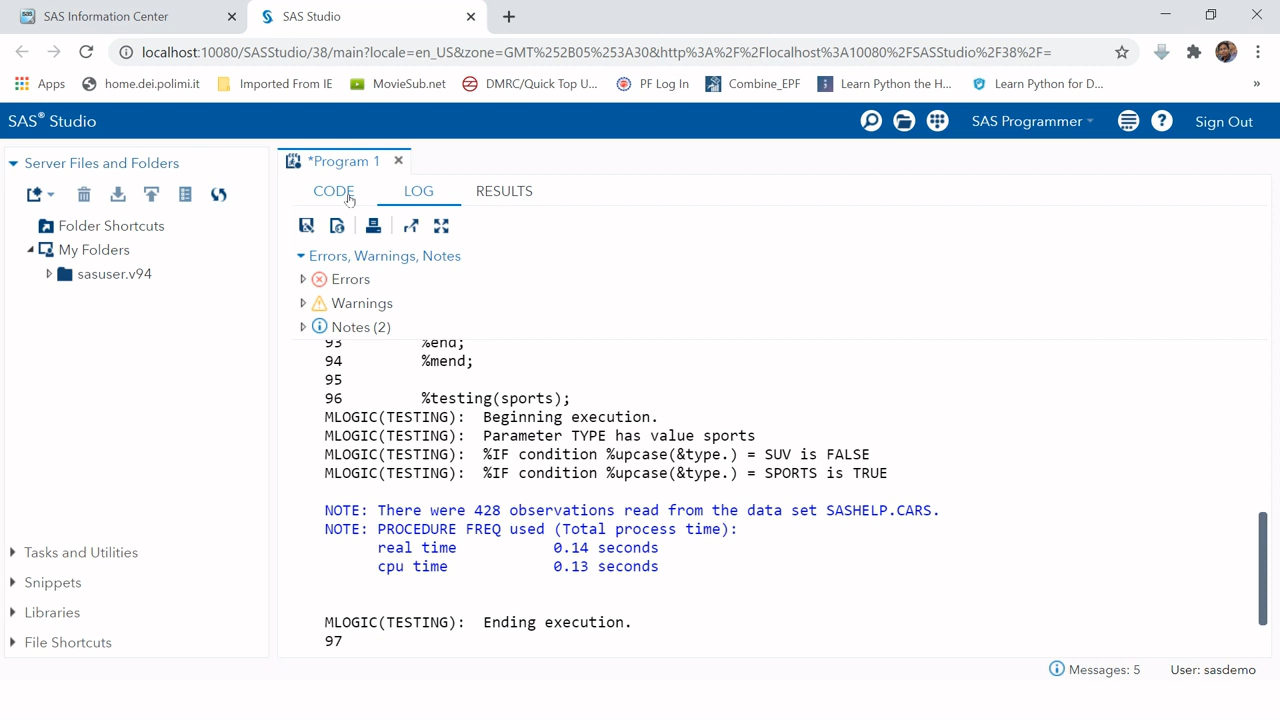 SAS Information Center
SAS Studio
localhost:10080/SASStudio/38/main?locale=en_US&zone=GMT%252B05%253A30&http%3A%2F%2Flocalhost%3A10080%2FSASStudio%2F38%2F=
Apps home.dei.polimi.it Imported From IE MovieSub.net DMRC/Quick Top U... PF Log In Combine_EPF Learn Python the H... Learn Python for D... »
SAS® Studio
SAS Programmer
Sign Out
Server Files and Folders
Folder Shortcuts
My Folders
sasuser.v94
Tasks and Utilities
Snippets
Libraries
File Shortcuts
*Program 1
CODE LOG RESULTS
Errors, Warnings, Notes
Errors
Warnings
Notes (2)
93 %end;
94 %mend;
95
96 %testing(sports);
MLOGIC(TESTING): Beginning execution.
MLOGIC(TESTING): Parameter TYPE has value sports
MLOGIC(TESTING): %IF condition %upcase(&type.) = SUV is FALSE
MLOGIC(TESTING): %IF condition %upcase(&type.) = SPORTS is TRUE
NOTE: There were 428 observations read from the data set SASHELP.CARS.
NOTE: PROCEDURE FREQ used (Total process time):
real time 0.14 seconds
cpu time 0.13 seconds
MLOGIC(TESTING): Ending execution.
97
Messages: 5
User: sasdemo